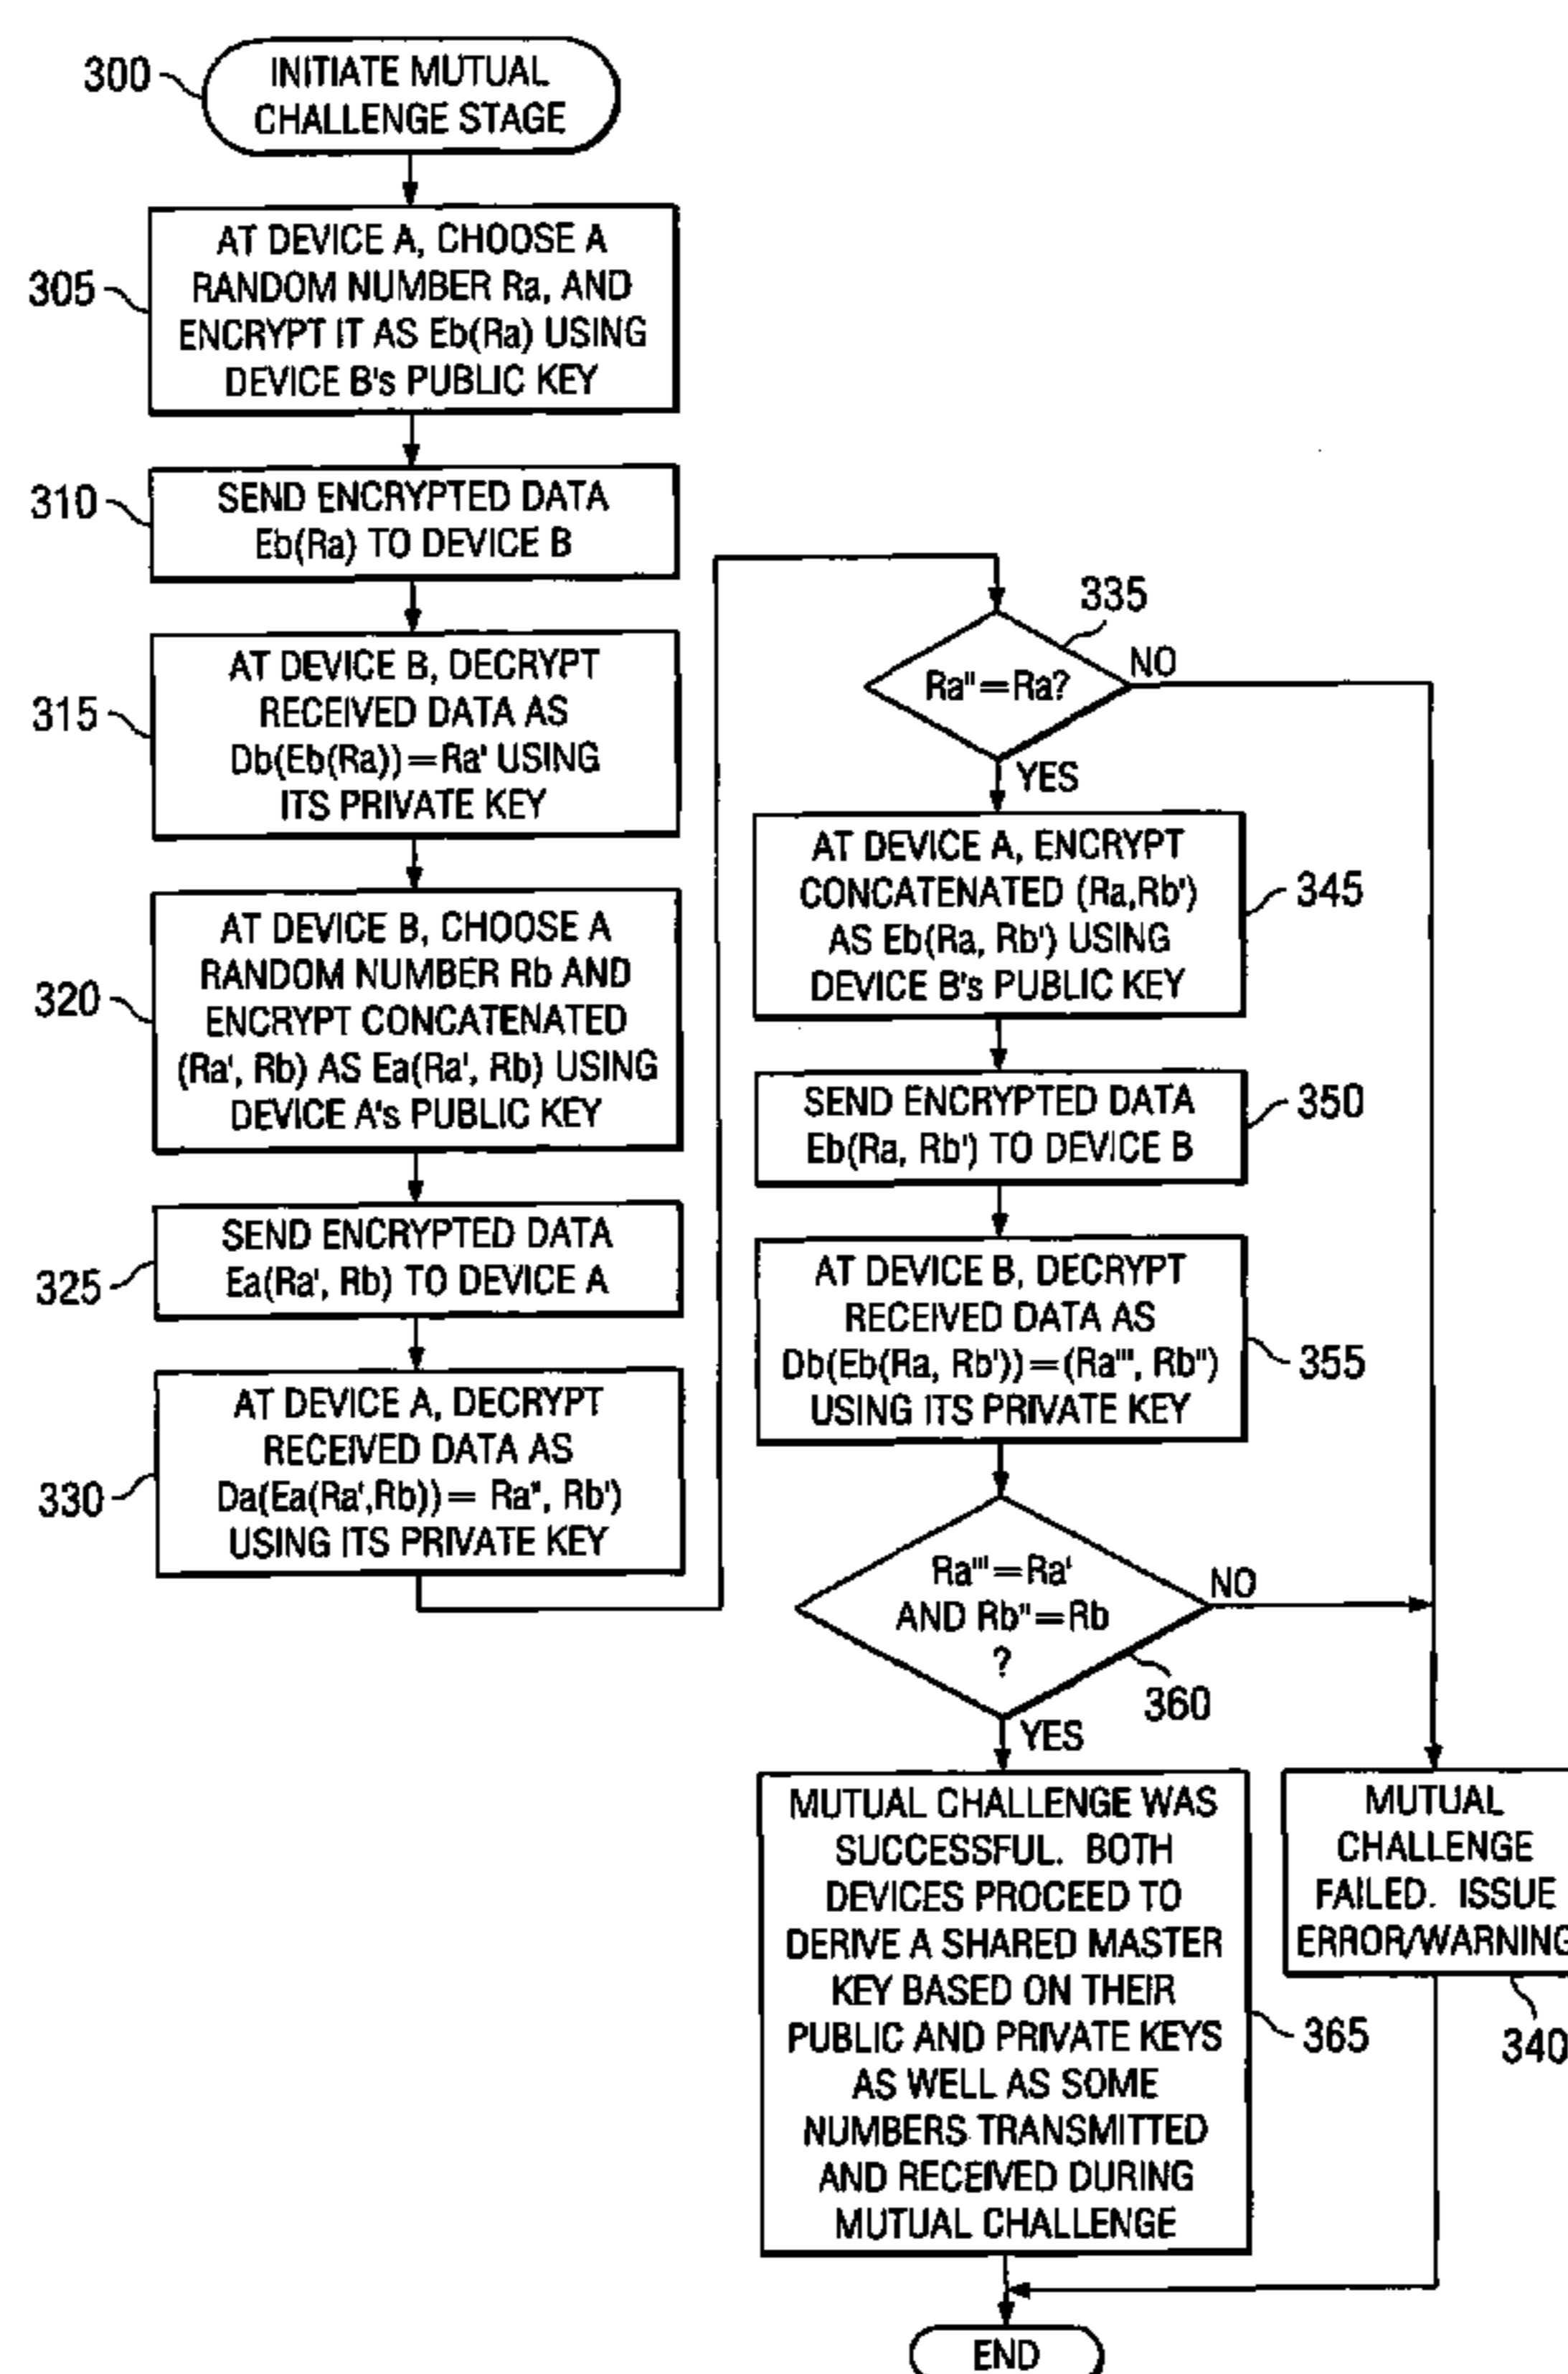 300
INITIATE MUTUAL
CHALLENGE STAGE
305
AT DEVICE A, CHOOSE A
RANDOM NUMBER Ra, AND
ENCRYPT IT AS Eb(Ra) USING
DEVICE B's PUBLIC KEY
310
SEND ENCRYPTED DATA
Eb(Ra) TO DEVICE B
315
AT DEVICE B, DECRYPT
RECEIVED DATA AS
Db(Eb(Ra))=Ra' USING
ITS PRIVATE KEY
320
AT DEVICE B, CHOOSE A
RANDOM NUMBER Rb AND
ENCRYPT CONCATENATED
(Ra', Rb) AS Ea(Ra', Rb) USING
DEVICE A's PUBLIC KEY
325
SEND ENCRYPTED DATA
Ea(Ra', Rb) TO DEVICE A
330
AT DEVICE A, DECRYPT
RECEIVED DATA AS
Da(Ea(Ra',Rb))= Ra", Rb')
USING ITS PRIVATE KEY
335
Ra"=Ra?
NO
YES
AT DEVICE A, ENCRYPT
CONCATENATED (Ra,Rb')
AS Eb(Ra, Rb') USING
DEVICE B's PUBLIC KEY
345
SEND ENCRYPTED DATA
Eb(Ra, Rb') TO DEVICE B
350
AT DEVICE B, DECRYPT
RECEIVED DATA AS
Db(Eb(Ra, Rb'))=(Ra''', Rb")
USING ITS PRIVATE KEY
355
Ra'''=Ra'
AND Rb"=Rb
?
NO
360
YES
MUTUAL CHALLENGE WAS
SUCCESSFUL. BOTH
DEVICES PROCEED TO
DERIVE A SHARED MASTER
KEY BASED ON THEIR
PUBLIC AND PRIVATE KEYS
AS WELL AS SOME
NUMBERS TRANSMITTED
AND RECEIVED DURING
MUTUAL CHALLENGE
365
MUTUAL
CHALLENGE
FAILED. ISSUE
ERROR/WARNING
340
END